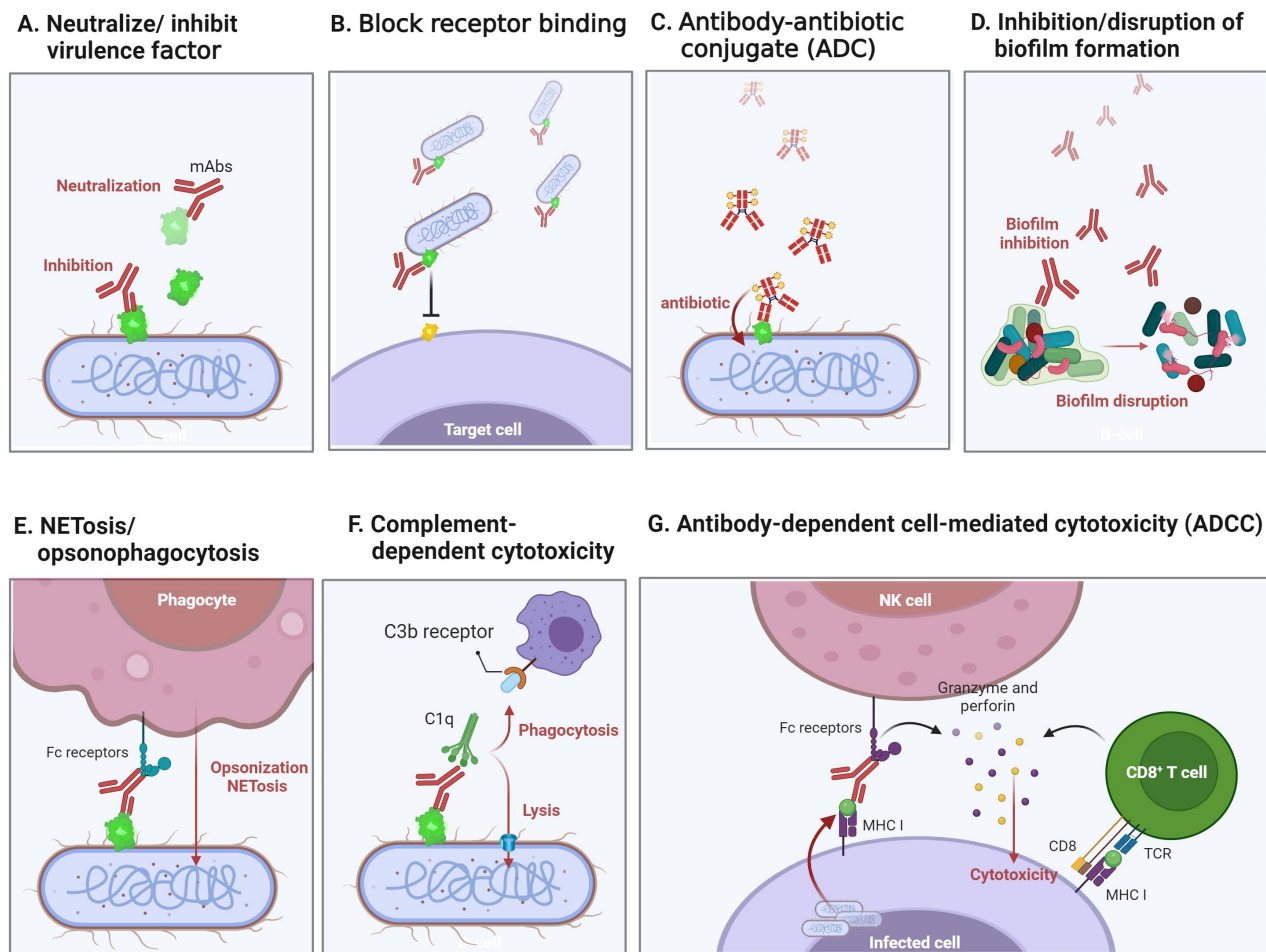 A. Neutralize/ inhibit
virulence factor
B. Block receptor binding
C. Antibody-antibiotic
conjugate (ADC)
D. Inhibition/disruption of
biofilm formation
mAbs
Neutralization
Inhibition
Target cell
antibiotic
Biofilm
inhibition
Biofilm disruption
B-cell
E. NETosis/
opsonophagocytosis
F. Complement-
dependent cytotoxicity
G. Antibody-dependent cell-mediated cytotoxicity (ADCC)
Phagocyte
Fc receptors
Opsonization
NETosis
C3b receptor
C1q
Phagocytosis
Lysis
NK cell
Granzyme and
perforin
Fc receptors
CD8⁺ T cell
MHC I
CD8
TCR
Cytotoxicity
MHC I
Infected cell